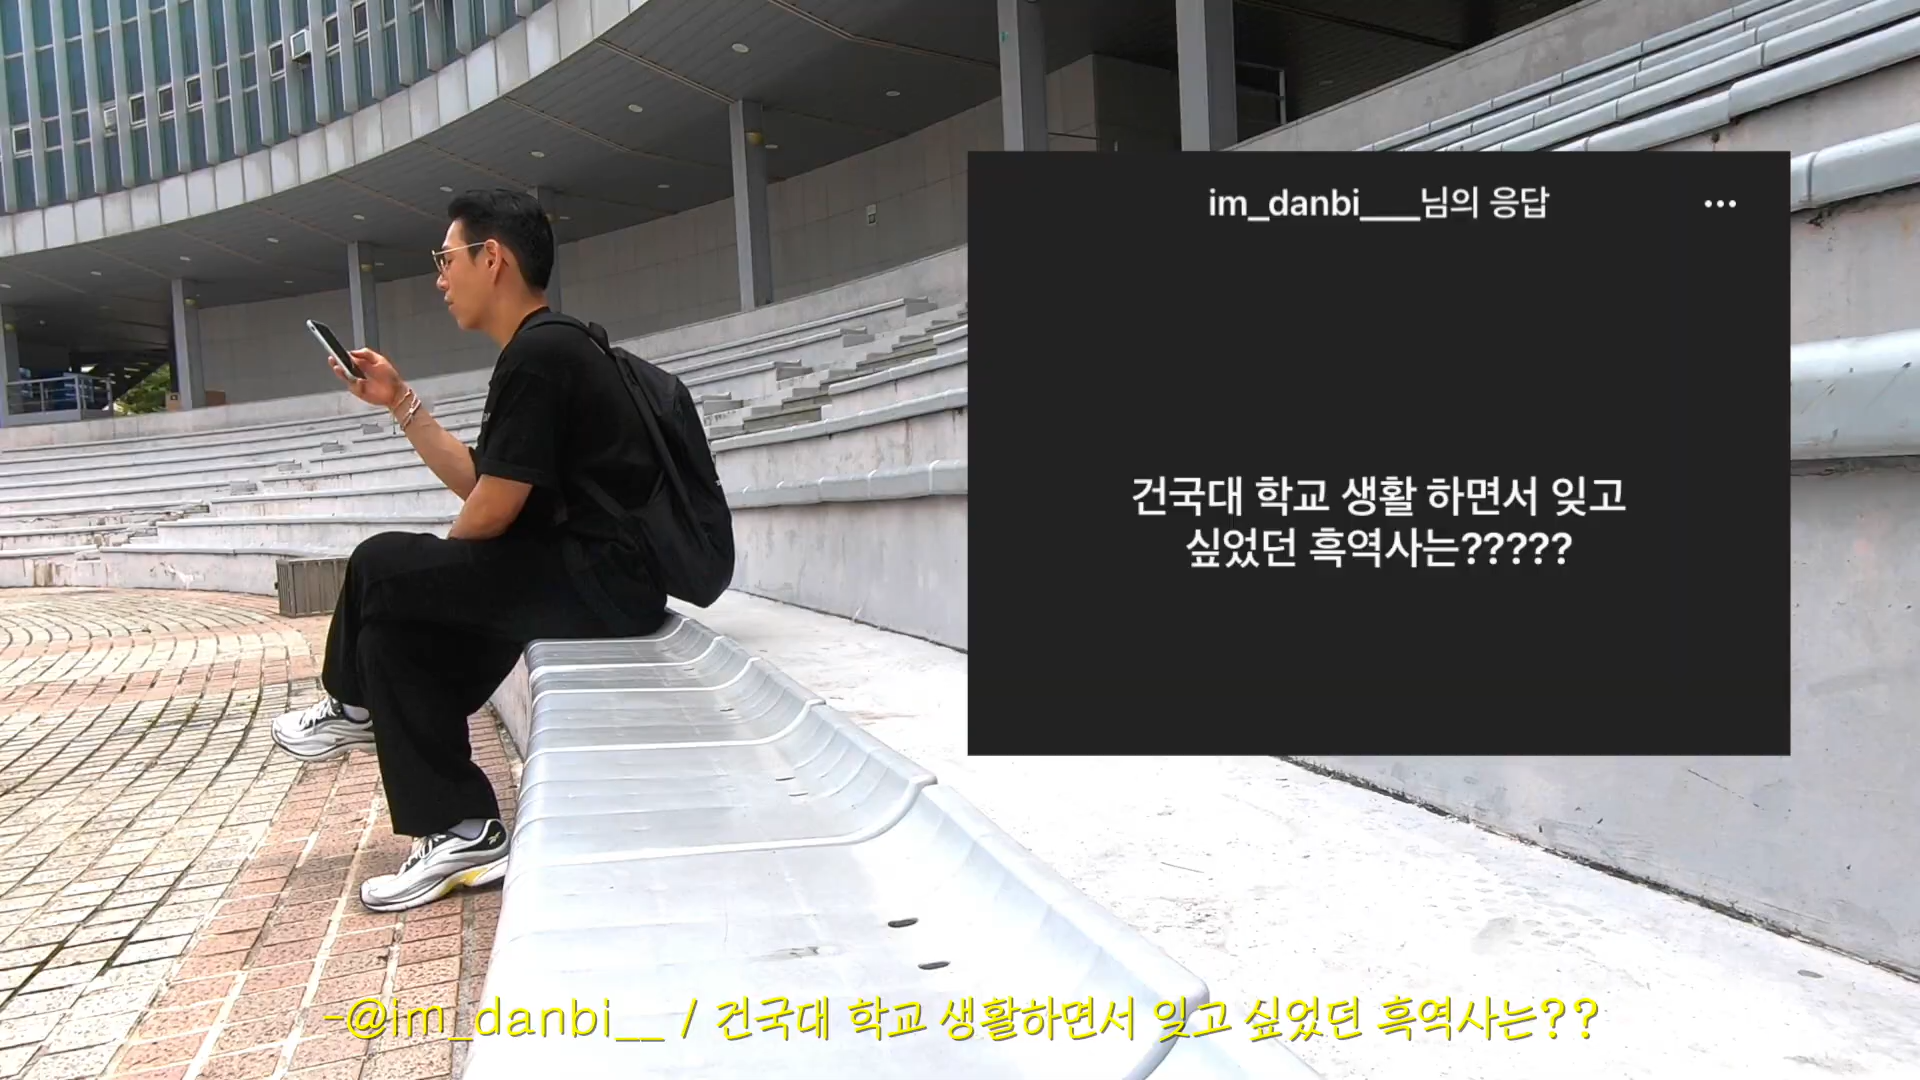 im_danbi___님의 응답
건국대 학교 생활 하면서 잊고
싶었던 흑역사는?????
-@im_danbi__ / 건국대 학교 생활하면서 잊고 싶었던 흑역사는??